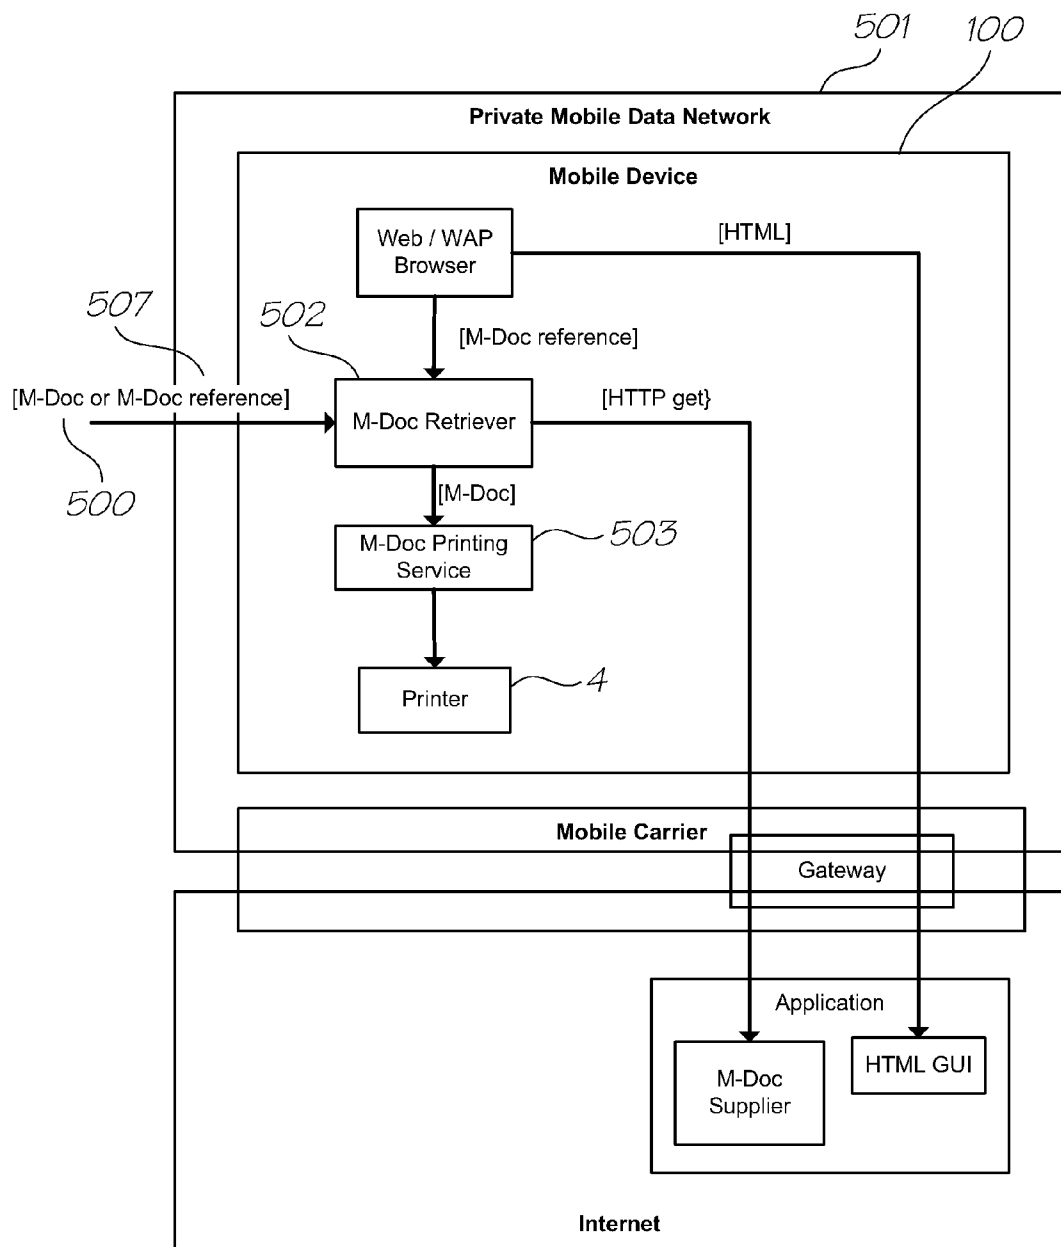 501
100
Private Mobile Data Network
Mobile Device
Web / WAP
Browser
[HTML]
507
502
[M-Doc reference]
[M-Doc or M-Doc reference]
M-Doc Retriever
[HTTP get}
500
[M-Doc]
503
M-Doc Printing
Service
4
Printer
Mobile Carrier
Gateway
Application
HTML GUI
M-Doc
Supplier
Internet